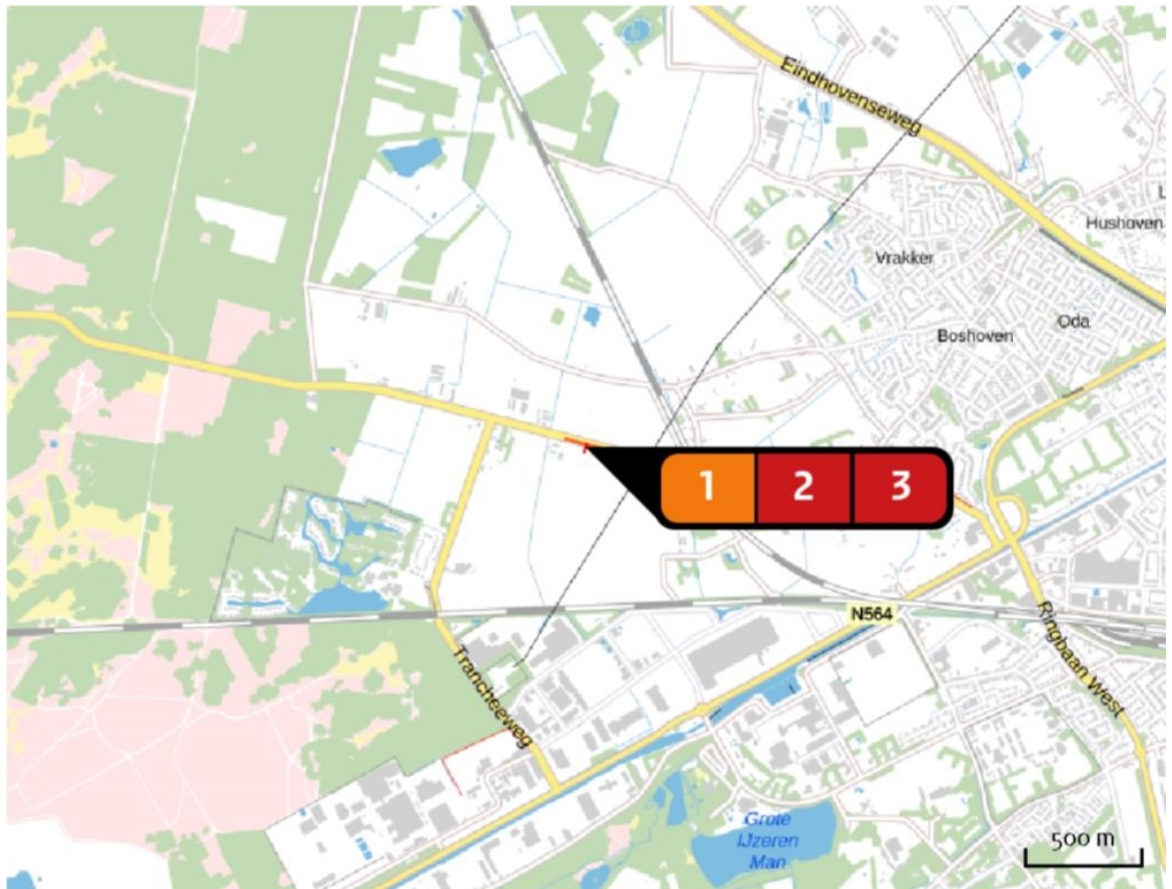 Eindhovenseweg
Hushoven
Vrakker
Oda
Boshoven
1 2 3
N564
Ringbaan West
Trancheeweg
Grote
IJzeren
Man
500 m